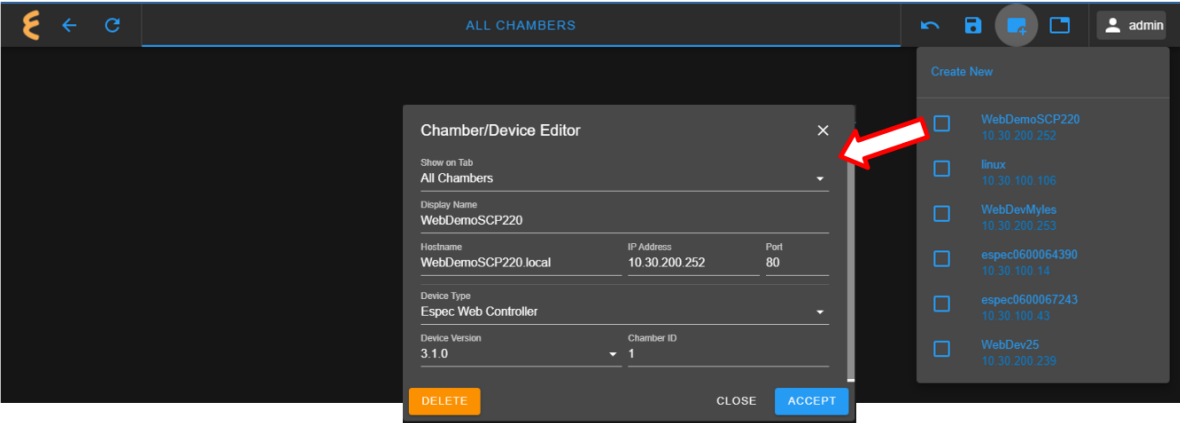 ALL CHAMBERS
admin
Create New
WebDemoSCP220
10.30.200.252
linux
10.30.100.106
WebDevMyles
10.30.200.253
espec0600064390
10.30.100.14
espec0600067243
10.30.100.43
WebDev25
10.30.200.239
Chamber/Device Editor
Show on Tab
All Chambers
Display Name
WebDemoSCP220
Hostname IP Address Port
WebDemoSCP220.local 10.30.200.252 80
Device Type
Espec Web Controller
Device Version Chamber ID
3.1.0 1
DELETE CLOSE ACCEPT